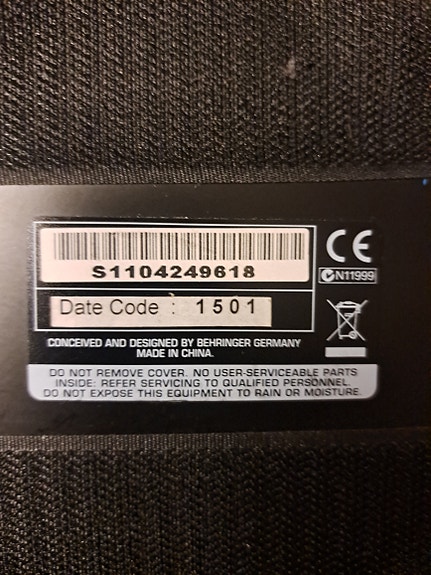 S1104249618
CE
N11999
Date Code : 1501
CONCEIVED AND DESIGNED BY BEHRINGER GERMANY
MADE IN CHINA.
DO NOT REMOVE COVER. NO USER-SERVICEABLE PARTS
INSIDE: REFER SERVICING TO QUALIFIED PERSONNEL.
DO NOT EXPOSE THIS EQUIPMENT TO RAIN OR MOISTURE.